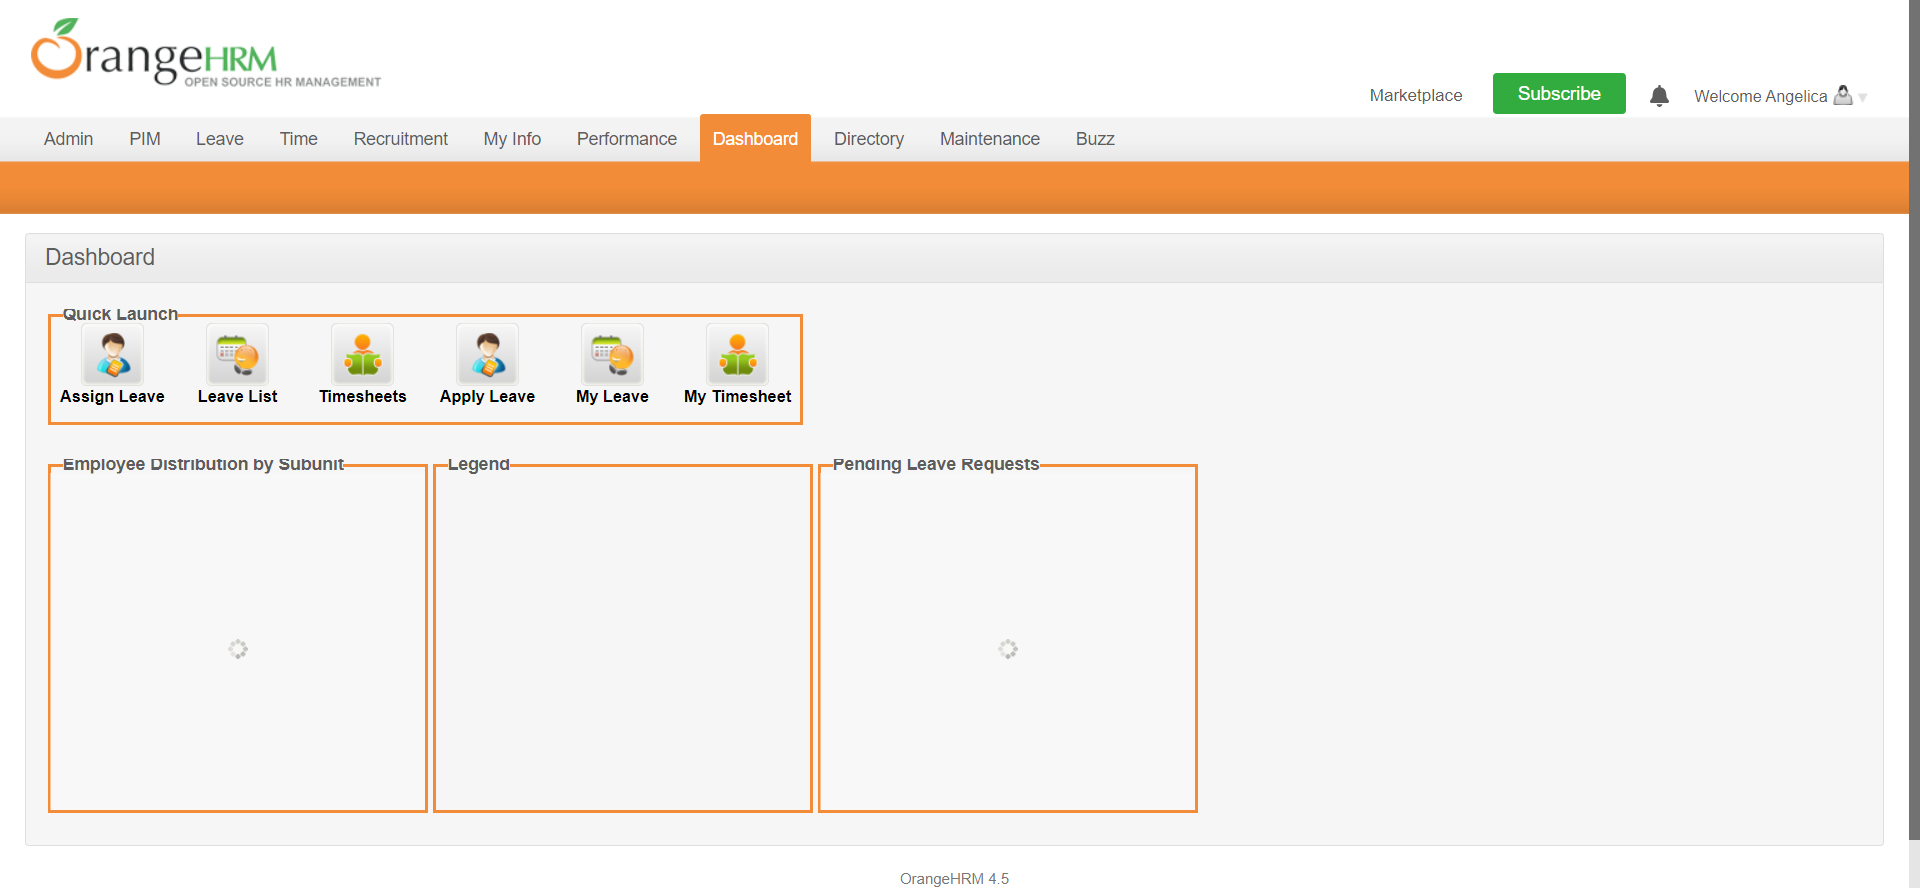 OrangeHRM
OPEN SOURCE HR MANAGEMENT
Marketplace
Subscribe
Welcome Angelica
Admin PIM Leave Time Recruitment My Info Performance Dashboard Directory Maintenance Buzz
Dashboard
Quick Launch
Assign Leave Leave List Timesheets Apply Leave My Leave My Timesheet
Employee Distribution by Subunit Legend Pending Leave Requests
OrangeHRM 4.5